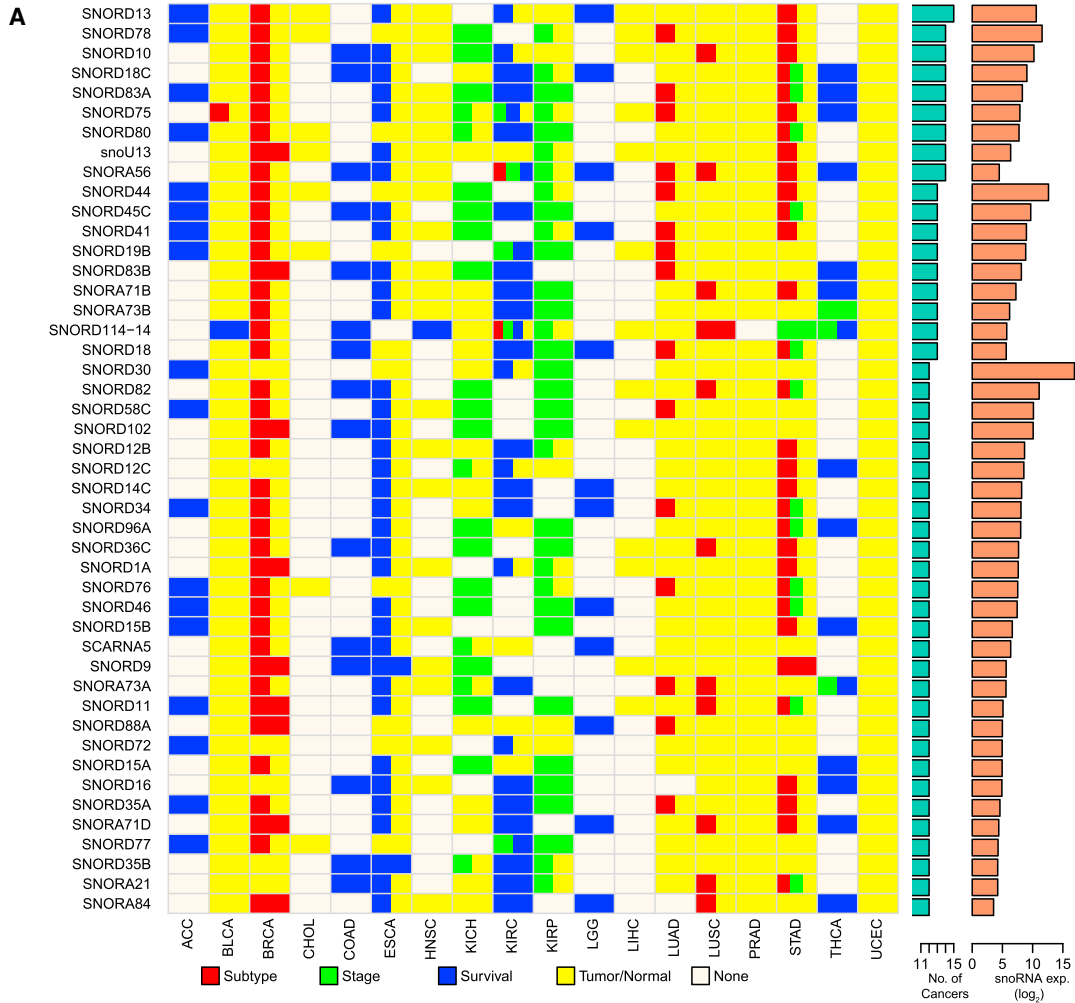 A
SNORD13
SNORD78
SNORD10
SNORD18C
SNORD83A
SNORD75
SNORD80
snoU13
SNORA56
SNORD44
SNORD45C
SNORD41
SNORD19B
SNORD83B
SNORA71B
SNORA73B
SNORD114−14
SNORD18
SNORD30
SNORD82
SNORD58C
SNORD102
SNORD12B
SNORD12C
SNORD14C
SNORD34
SNORD96A
SNORD36C
SNORD1A
SNORD76
SNORD46
SNORD15B
SCARNA5
SNORD9
SNORA73A
SNORD11
SNORD88A
SNORD72
SNORD15A
SNORD16
SNORD35A
SNORA71D
SNORD77
SNORD35B
SNORA21
SNORA84
ACC BLCA BRCA CHOL COAD ESCA HNSC KICH KIRC KIRP LGG LIHC LUAD LUSC PRAD STAD THCA UCEC
11 15
No. of
Cancers
0 5 10 15
snoRNA exp.
(log2)
Subtype Stage Survival Tumor/Normal None